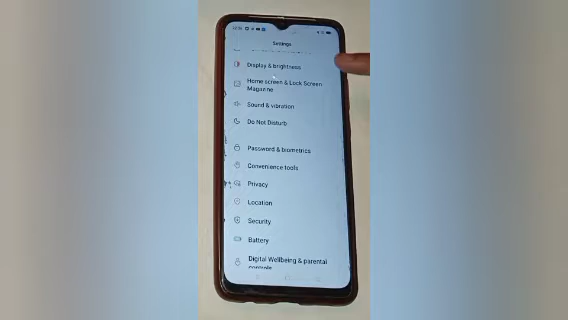 Settings
Display & brightness
Home screen & Lock Screen
Magazine
Sound & vibration
Do Not Disturb
Password & biometrics
Convenience tools
Privacy
Location
Security
Battery
Digital Wellbeing & parental
controls